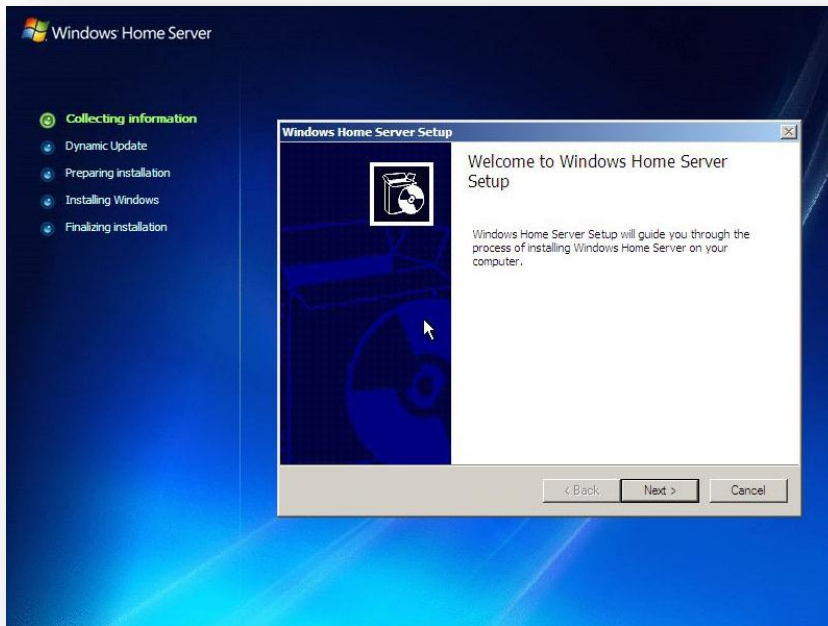 Windows Home Server
Collecting information
Dynamic Update
Preparing installation
Installing Windows
Finalizing installation
Windows Home Server Setup
Welcome to Windows Home Server
Setup
Windows Home Server Setup will guide you through the
process of installing Windows Home Server on your
computer.
< Back
Next >
Cancel